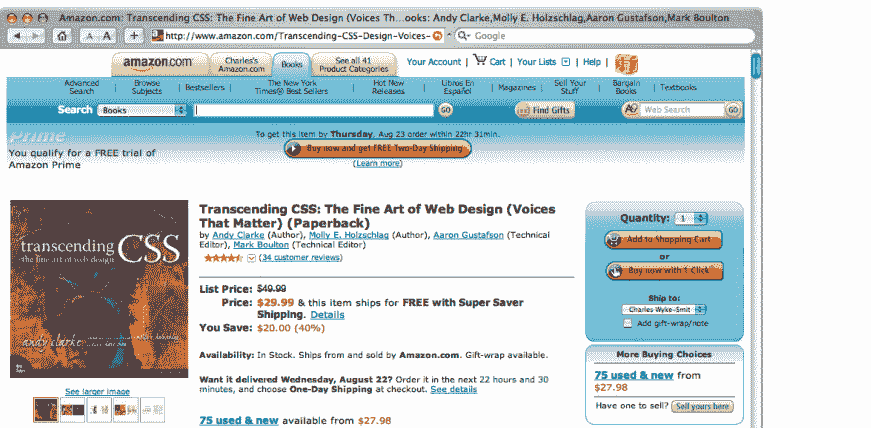 Amazon.com: Transcending CSS: The Fine Art of Web Design (Voices Th...ooks: Andy Clarke,Molly E. Holzschlag,Aaron Gustafson,Mark Boulton
A A + http://www.amazon.com/Transcending-CSS-Design-Voices- Google
amazon.com Charles's Amazon.com Books See all 41 Product Categories Your Account | Cart | Your Lists | Help |
Advanced Search | Browse Subjects | Bestsellers | The New York Times® Best Sellers | Hot New Releases | Libros En Español | Magazines | Sell Your Stuff | Bargain Books | Textbooks
Search Books GO Find Gifts Web Search GO
Prime
To get this item by Thursday, Aug 23 order within 22hr 31min.
You qualify for a FREE trial of Amazon Prime
Buy now and get FREE Two-Day Shipping
(Learn more)
transcending CSS
the fine art of web design
andy clarke
See larger image
Transcending CSS: The Fine Art of Web Design (Voices
That Matter) (Paperback)
by Andy Clarke (Author), Molly E. Holzschlag (Author), Aaron Gustafson (Technical
Editor), Mark Boulton (Technical Editor)
(34 customer reviews)
List Price: $49.99
Price: $29.99 & this item ships for FREE with Super Saver
Shipping. Details
You Save: $20.00 (40%)
Availability: In Stock. Ships from and sold by Amazon.com. Gift-wrap available.
Want it delivered Wednesday, August 22? Order it in the next 22 hours and 30
minutes, and choose One-Day Shipping at checkout. See details
75 used & new available from $27.98
Quantity: 1
Add to Shopping Cart
or
Buy now with 1-Click
Ship to:
Charles Wyke-Smit
Add gift-wrap/note
More Buying Choices
75 used & new from
$27.98
Have one to sell? Sell yours here